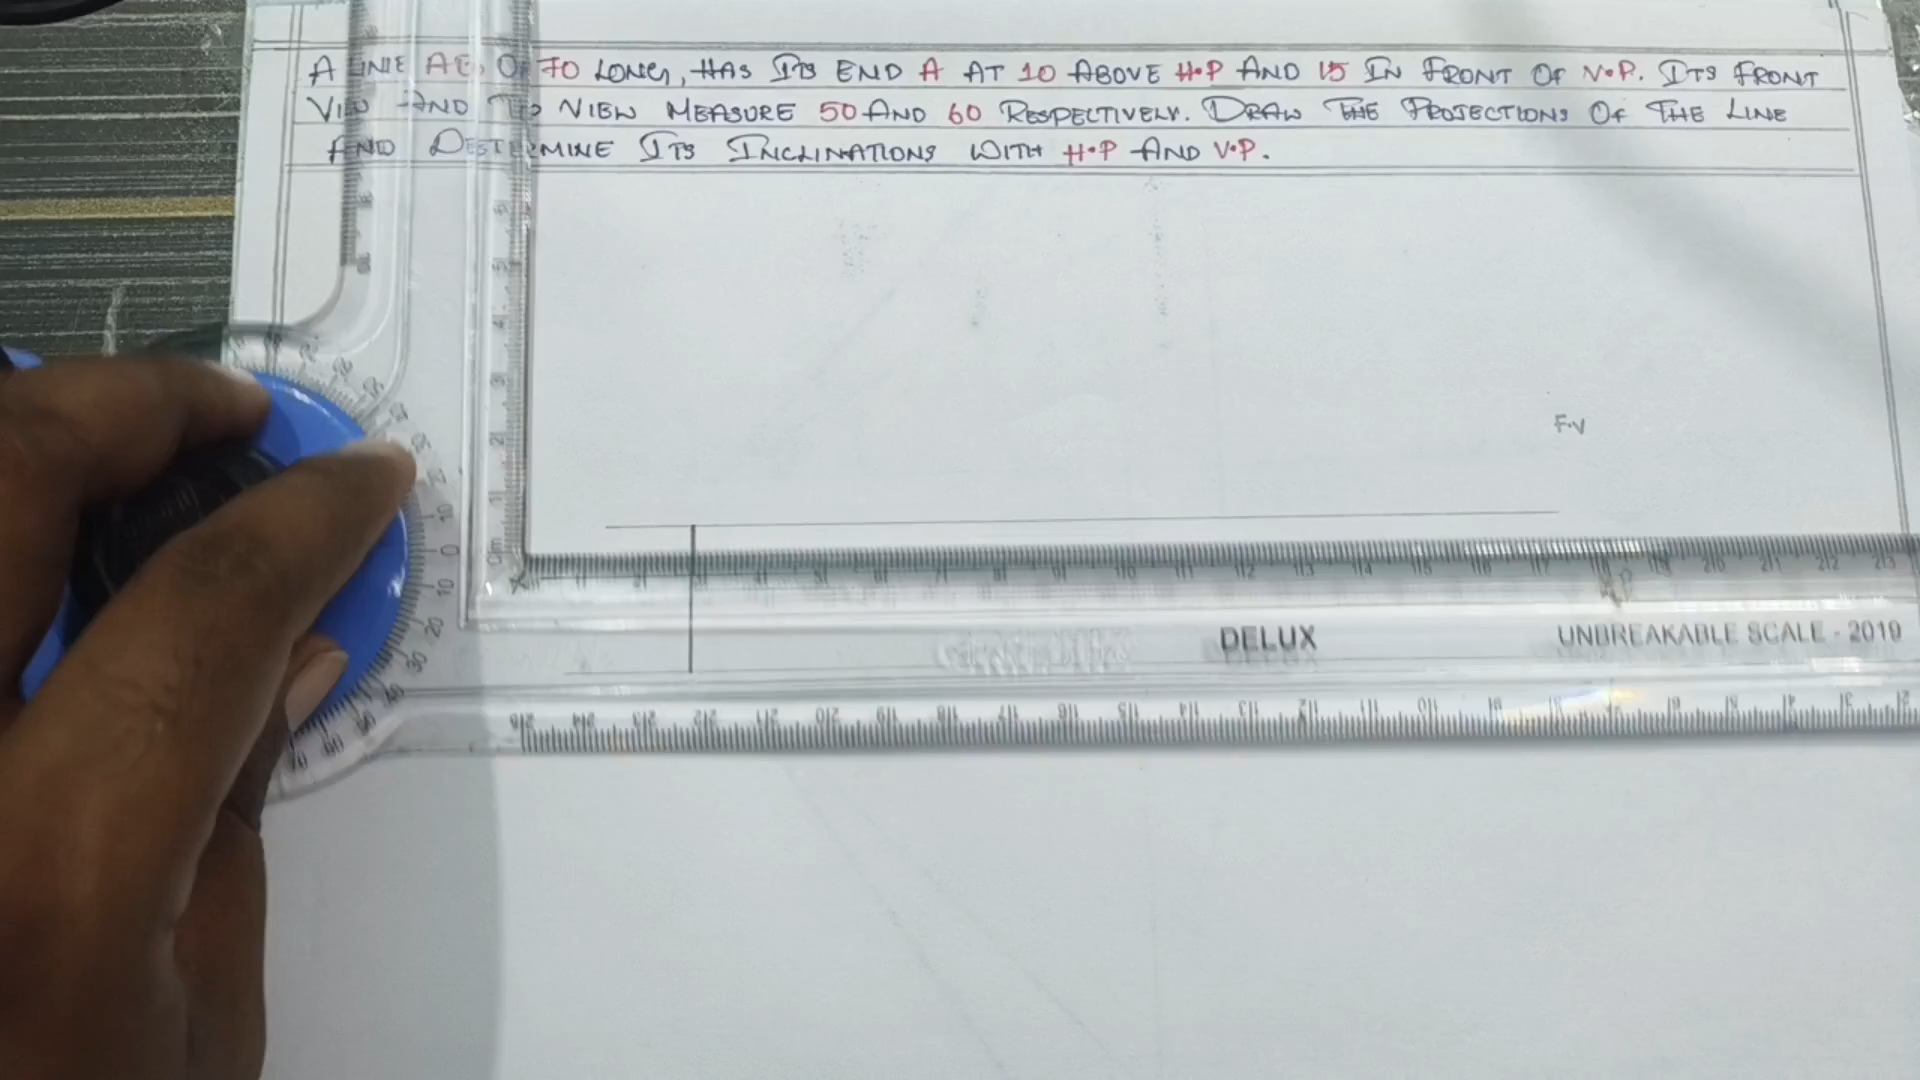 A LINE AB, OF 70 LONG, HAS ITS END A AT 10 ABOVE H.P AND 15 IN FRONT OF V.P. ITS FRONT
VIEW AND TOP VIEW MEASURE 50 AND 60 RESPECTIVELY. DRAW THE PROJECTIONS OF THE LINE
AND DESTERMINE ITS INCLINATIONS WITH H.P AND V.P.
F.V
X
DELUX
UNBREAKABLE SCALE - 2019